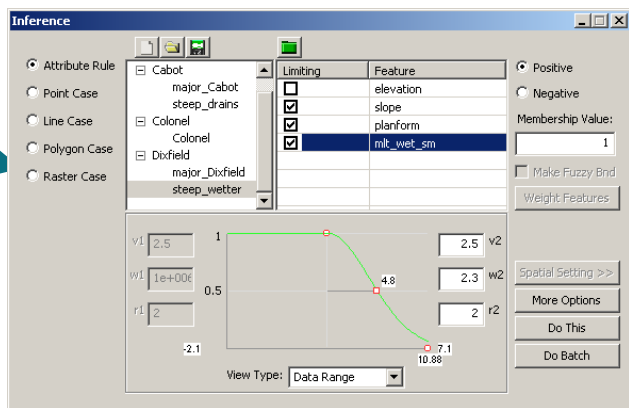 Inference
Attribute Rule
Point Case
Line Case
Polygon Case
Raster Case
Cabot
major_Cabot
steep_drains
Colonel
Colonel
Dixfield
major_Dixfield
steep_wetter
Limiting Feature
elevation
slope
planform
mlt_wet_sm
Positive
Negative
Membership Value:
1
Make Fuzzy Bnd
Weight Features
Spatial Setting >>
More Options
Do This
Do Batch
v1 2.5
w1 1e+006
r1 2
1
0.5
-2.1
4.8
7.1
10.88
2.5 v2
2.3 w2
2 r2
View Type: Data Range